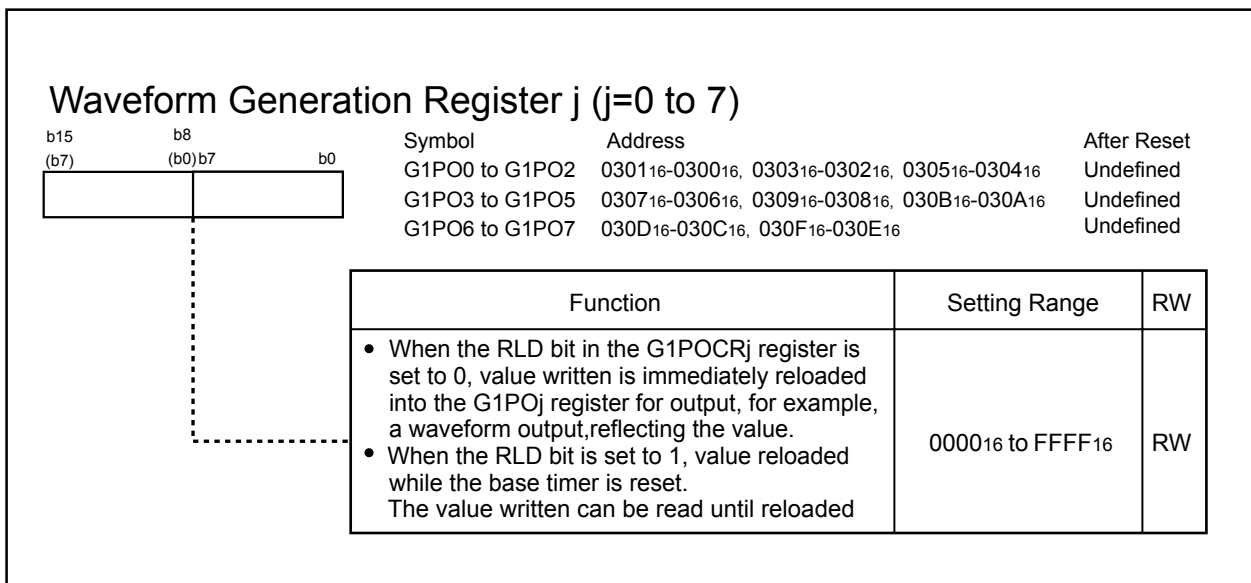 Waveform Generation Register j (j=0 to 7)
b15 b8
(b7) (b0) b7 b0
Symbol Address After Reset
G1PO0 to G1PO2 030116-030016, 030316-030216, 030516-030416 Undefined
G1PO3 to G1PO5 030716-030616, 030916-030816, 030B16-030A16 Undefined
G1PO6 to G1PO7 030D16-030C16, 030F16-030E16 Undefined
Function Setting Range RW
• When the RLD bit in the G1POCRj register is
set to 0, value written is immediately reloaded
into the G1POj register for output, for example,
a waveform output,reflecting the value.
• When the RLD bit is set to 1, value reloaded
while the base timer is reset.
The value written can be read until reloaded
000016 to FFFF16 RW